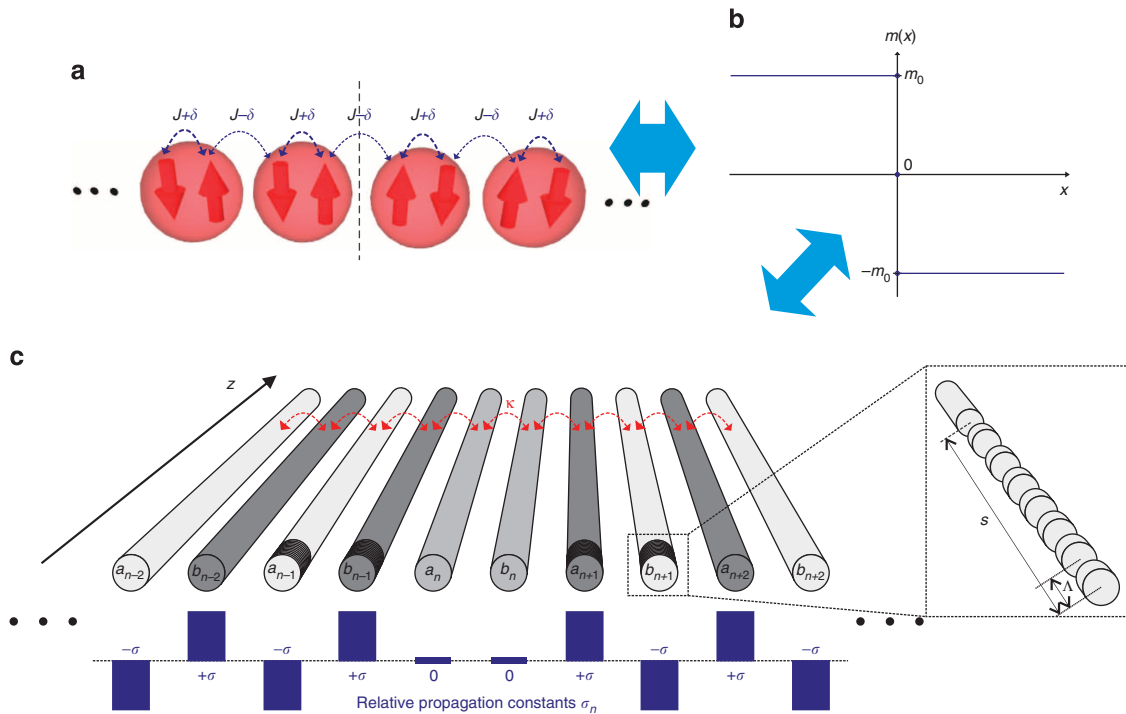 a
J+δ J–δ J+δ J–δ J+δ J–δ J+δ
b
m(x)
m₀
0
x
–m₀
c
z
κ
aₙ₋₂ bₙ₋₂ aₙ₋₁ bₙ₋₁ aₙ bₙ aₙ₊₁ bₙ₊₁ aₙ₊₂ bₙ₊₂
s
Λ
–σ +σ –σ +σ 0 0 +σ –σ +σ –σ
Relative propagation constants σₙ